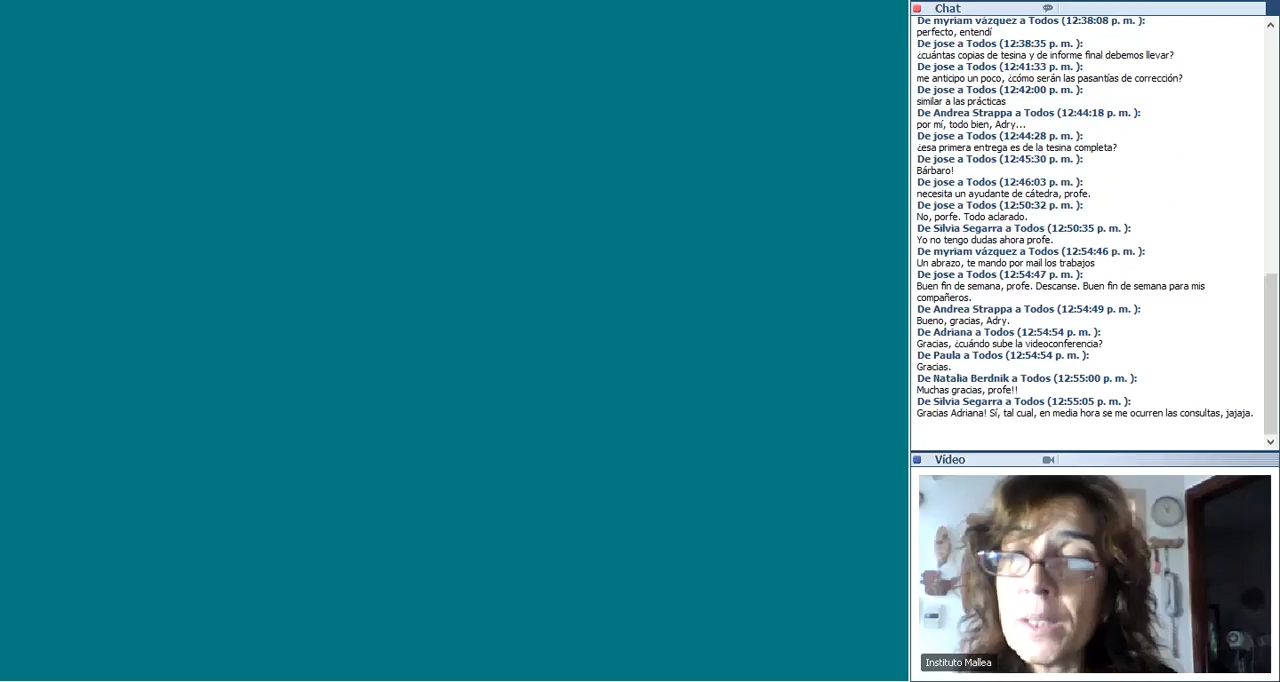 Chat
De myriam vázquez a Todos (12:38:08 p. m. ):
perfecto, entendí
De jose a Todos (12:38:35 p. m. ):
¿cuántas copias de tesina y de informe final debemos llevar?
De jose a Todos (12:41:33 p. m. ):
me anticipo un poco, ¿cómo serán las pasantías de corrección?
De jose a Todos (12:42:00 p. m. ):
similar a las prácticas
De Andrea Strappa a Todos (12:44:18 p. m. ):
por mí, todo bien, Adry...
De jose a Todos (12:44:28 p. m. ):
¿esa primera entrega es de la tesina completa?
De jose a Todos (12:45:30 p. m. ):
Bárbaro!
De jose a Todos (12:46:03 p. m. ):
necesita un ayudante de cátedra, profe.
De jose a Todos (12:50:32 p. m. ):
No, porfe. Todo aclarado.
De Silvia Segarra a Todos (12:50:35 p. m. ):
Yo no tengo dudas ahora profe.
De myriam vázquez a Todos (12:54:46 p. m. ):
Un abrazo, te mando por mail los trabajos
De jose a Todos (12:54:47 p. m. ):
Buen fin de semana, profe. Descanse. Buen fin de semana para mis
compañeros.
De Andrea Strappa a Todos (12:54:49 p. m. ):
Bueno, gracias, Adry.
De Adriana a Todos (12:54:54 p. m. ):
Gracias, ¿cuándo sube la videoconferencia?
De Paula a Todos (12:54:54 p. m. ):
Gracias.
De Natalia Berdnik a Todos (12:55:00 p. m. ):
Muchas gracias, profe!!
De Silvia Segarra a Todos (12:55:05 p. m. ):
Gracias Adriana! Sí, tal cual, en media hora se me ocurren las consultas, jajaja.
Vídeo
Instituto Mallea